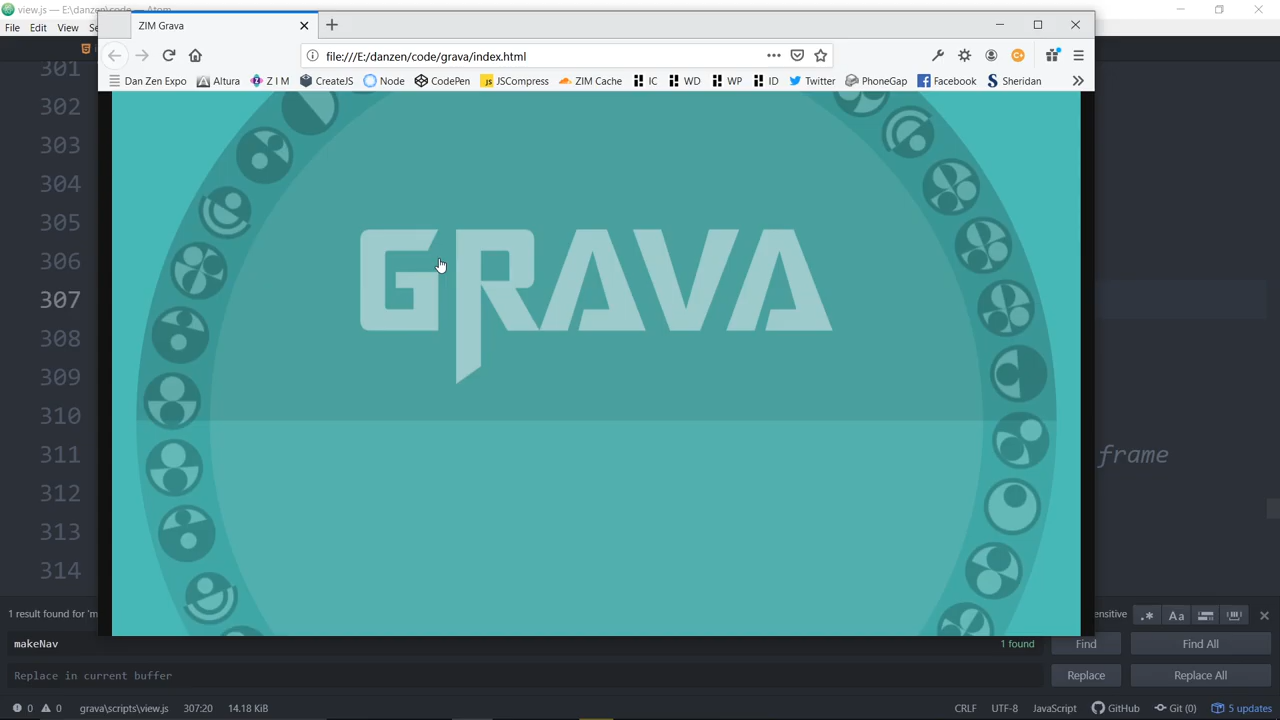 view.js — E:\danzen — Atom
ZIM Grava
File Edit View Se
file:///E:/danzen/code/grava/index.html
Dan Zen Expo Altura Z I M CreateJS Node CodePen JSCompress ZIM Cache IC WD WP ID Twitter PhoneGap Facebook Sheridan
301
302
303
304
305
306
307
308
309
310
311 frame
312
313
314
GRAVA
1 result found for 'm
ensitive .* Aa
makeNav 1 found Find Find All
Replace in current buffer Replace Replace All
0 0 grava\scripts\view.js 307:20 14.18 KiB CRLF UTF-8 JavaScript GitHub Git (0) 5 updates